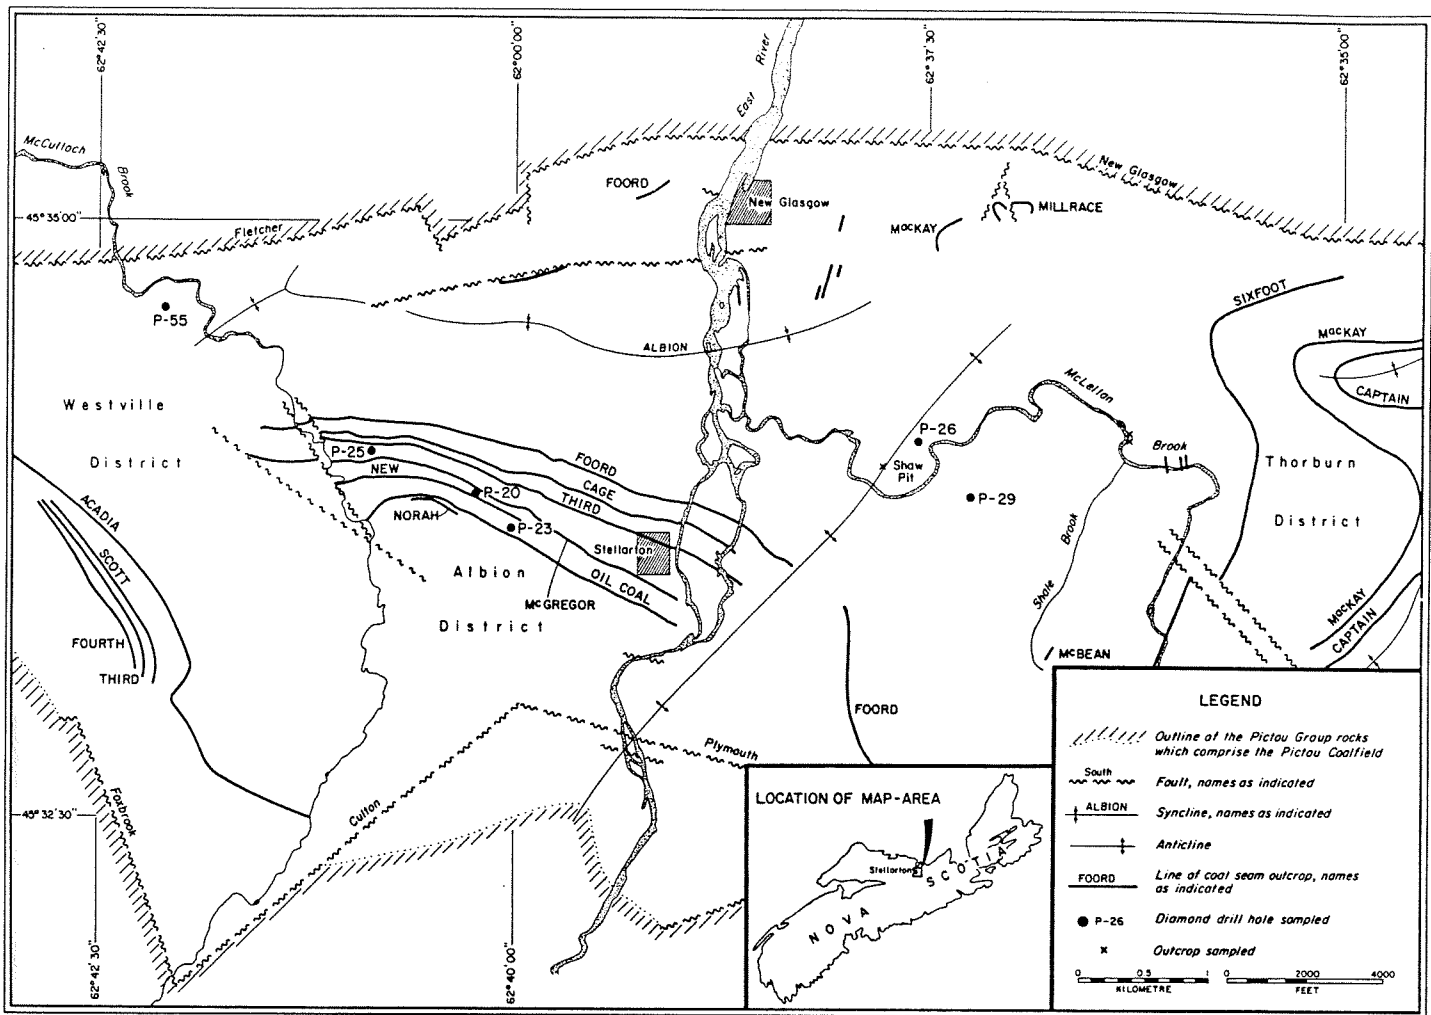 62°42'30"
62°00'00"
62°37'30"
62°35'00"
East River
McCulloch Brook
New Glasgow
FOORD
New Glasgow
MILLRACE
MacKAY
45°35'00"
Fletcher
SIXFOOT
P-55
ALBION
MacKAY
CAPTAIN
McLellan
Brook
Westville
District
P-26
Shaw
Pit
P-25
NEW
FOORD
CAGE
THIRD
P-20
P-29
Thorburn
District
NORAH
P-23
ACADIA
SCOTT
Stellarton
Albion
District
OIL COAL
McGREGOR
Shale Brook
MacKAY
CAPTAIN
FOURTH
THIRD
McBEAN
FOORD
Plymouth
Culton
45°32'30"
Foxbrook
62°42'30"
62°40'00"
LOCATION OF MAP-AREA
Stellarton
NOVA SCOTIA
LEGEND
Outline of the Pictou Group rocks
which comprise the Pictou Coalfield
South
Fault, names as indicated
ALBION
Syncline, names as indicated
Anticline
FOORD
Line of coal seam outcrop, names
as indicated
P-26
Diamond drill hole sampled
x
Outcrop sampled
0 0.5 1
KILOMETRE
0 2000 4000
FEET